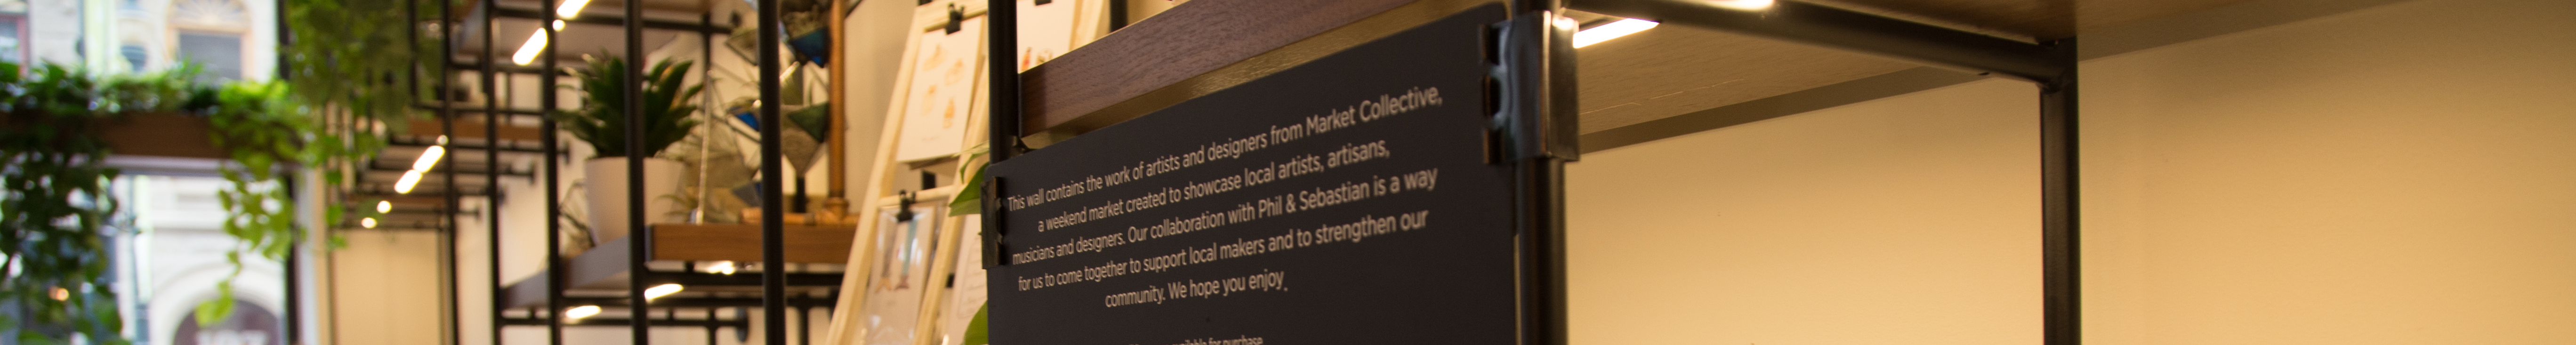 This wall contains the work of artists and designers from Market Collective,
a weekend market created to showcase local artists, artisans,
musicians and designers. Our collaboration with Phil & Sebastian is a way
for us to come together to support local makers and to strengthen our
community. We hope you enjoy.
for purchase